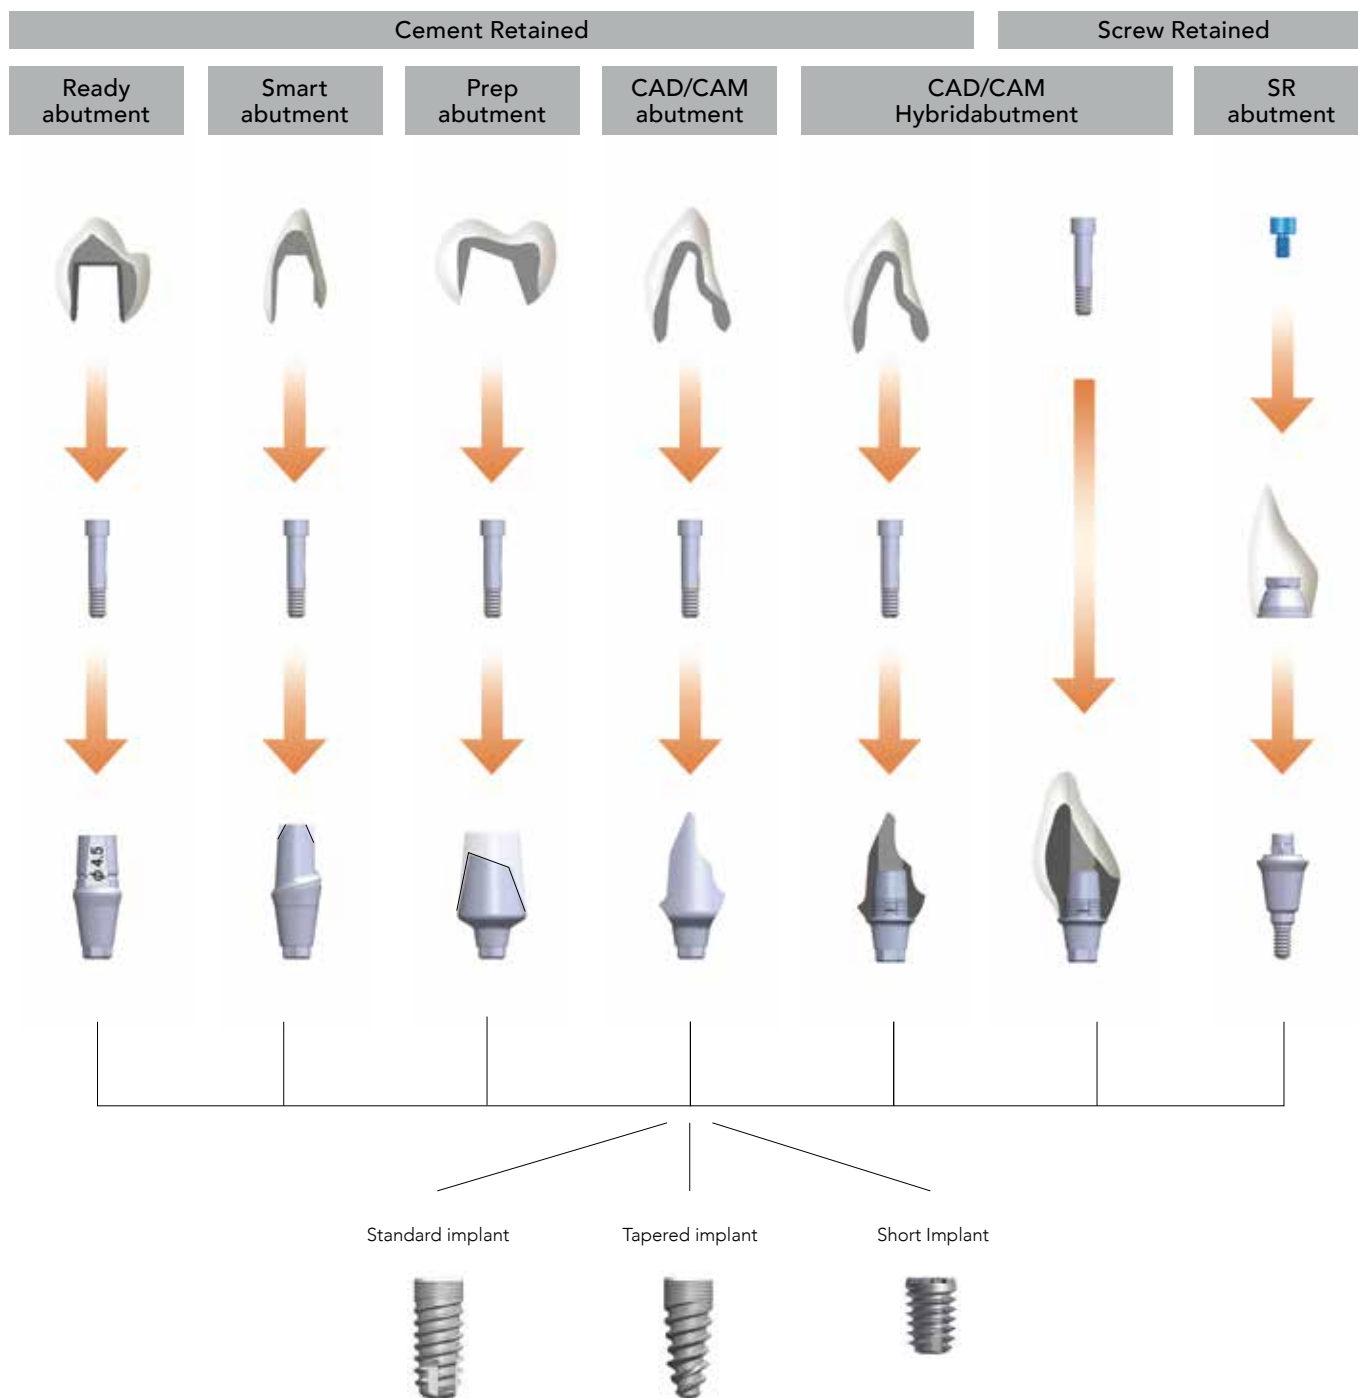 Cement Retained
Screw Retained
Ready
abutment
Smart
abutment
Prep
abutment
CAD/CAM
abutment
CAD/CAM
Hybridabutment
SR
abutment
ϕ 4.5
Standard implant
Tapered implant
Short Implant